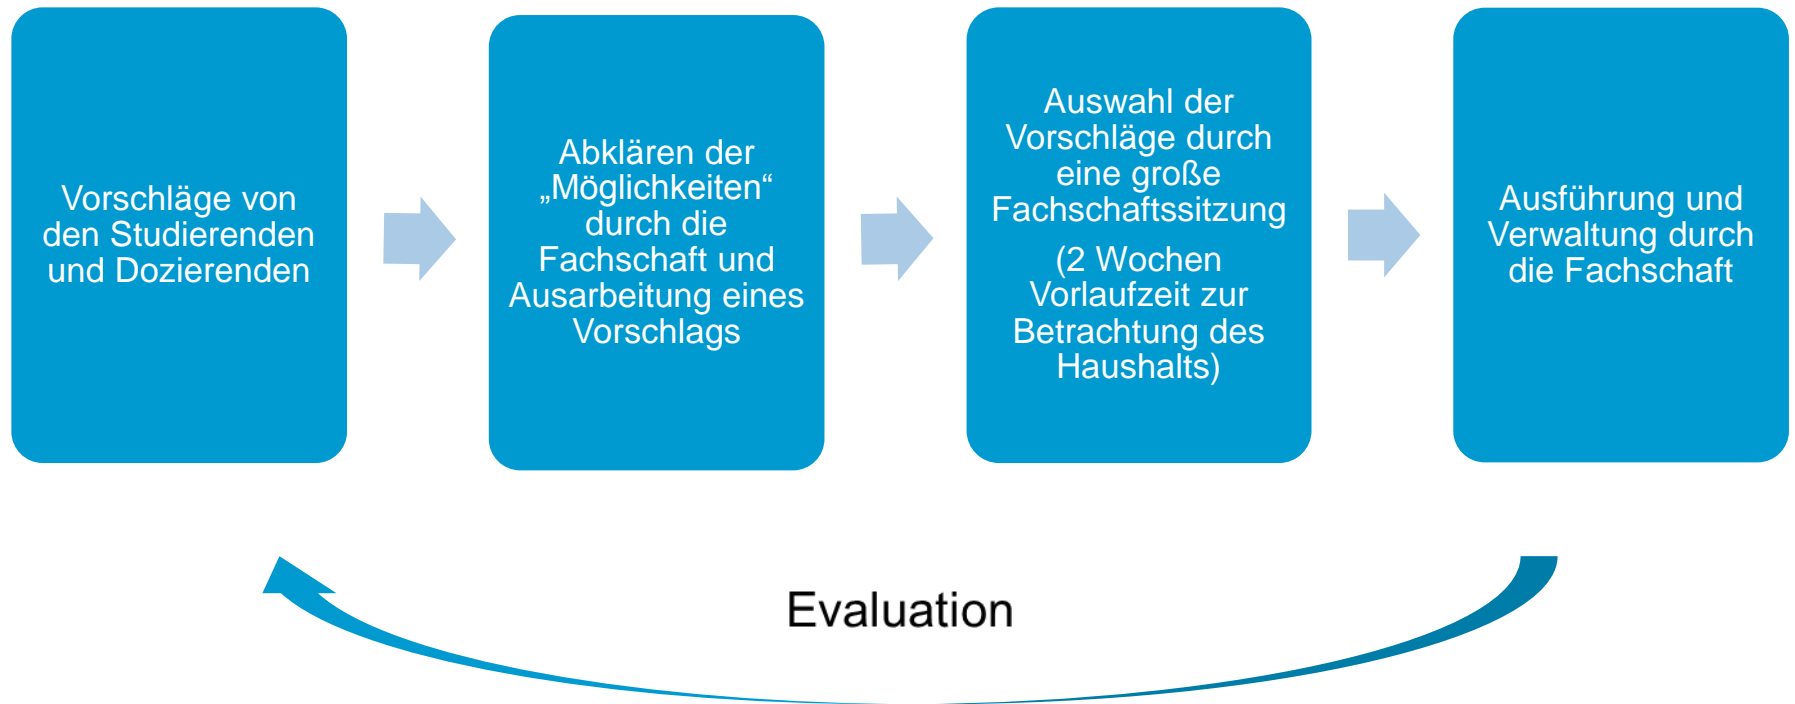 Vorschläge von
den Studierenden
und Dozierenden
Abklären der
„Möglichkeiten“
durch die
Fachschaft und
Ausarbeitung eines
Vorschlags
Auswahl der
Vorschläge durch
eine große
Fachschaftssitzung
(2 Wochen
Vorlaufzeit zur
Betrachtung des
Haushalts)
Ausführung und
Verwaltung durch
die Fachschaft
Evaluation